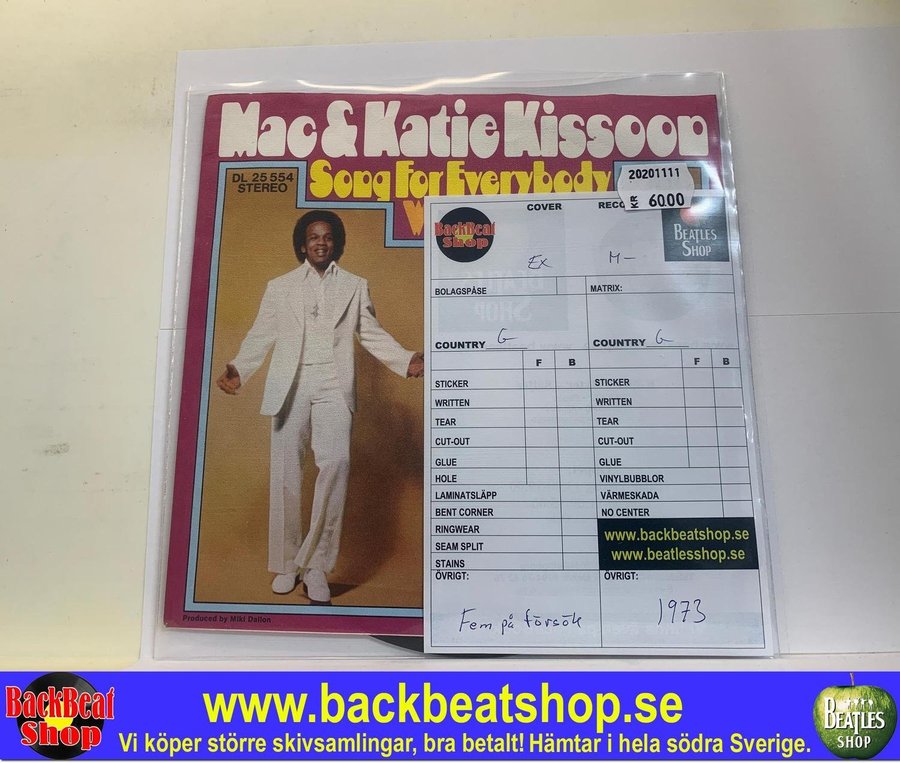 Mac & Katie Kissoon
Song For Everybody
DL 25 554
STEREO
20201111
KR 6000
BackBeat
Shop
COVER
BEATLES
SHOP
EX
M-
BOLAGSPÅSE
MATRIX:
COUNTRY G
COUNTRY G
F B
F B
STICKER
STICKER
WRITTEN
WRITTEN
TEAR
TEAR
CUT-OUT
CUT-OUT
GLUE
GLUE
HOLE
VINYLBUBBLOR
LAMINATSLÄPP
VÄRMESKADA
BENT CORNER
NO CENTER
RINGWEAR
www.backbeatshop.se
SEAM SPLIT
www.beatlesshop.se
STAINS
ÖVRIGT:
ÖVRIGT:
Fem på försök
1973
Produced by Miki Dallon
BackBeat
Shop
www.backbeatshop.se
Vi köper större skivsamlingar, bra betalt! Hämtar i hela södra Sverige.
BEATLES
SHOP